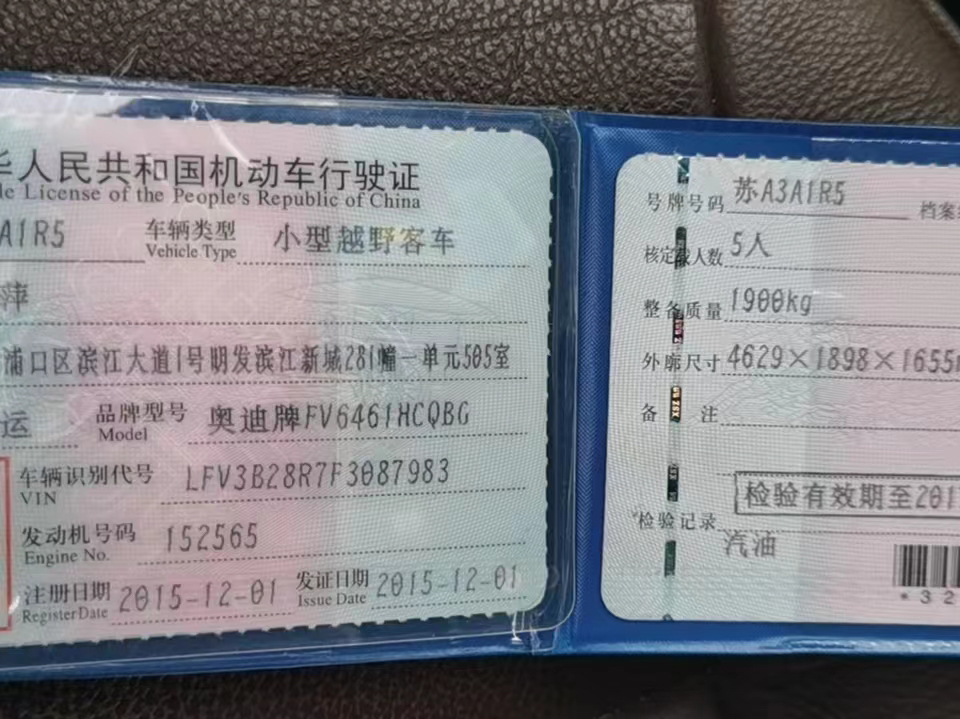 华人民共和国机动车行驶证
le License of the People's Republic of China
A1R5 车辆类型 Vehicle Type 小型越野客车
萍
浦口区滨江大道1号明发滨江新城281幢一单元505室
运 品牌型号 Model 奥迪牌FV6461HCQBG
车辆识别代号 VIN LFV3B28R7F3087983
发动机号码 Engine No. 152565
注册日期 Register Date 2015-12-01 发证日期 Issue Date 2015-12-01
号牌号码 苏A3A1R5 档案
核定载人数 5人
整备质量 1900kg
外廓尺寸 4629×1898×1655
备注
检验有效期至201
检验记录
汽油
*32